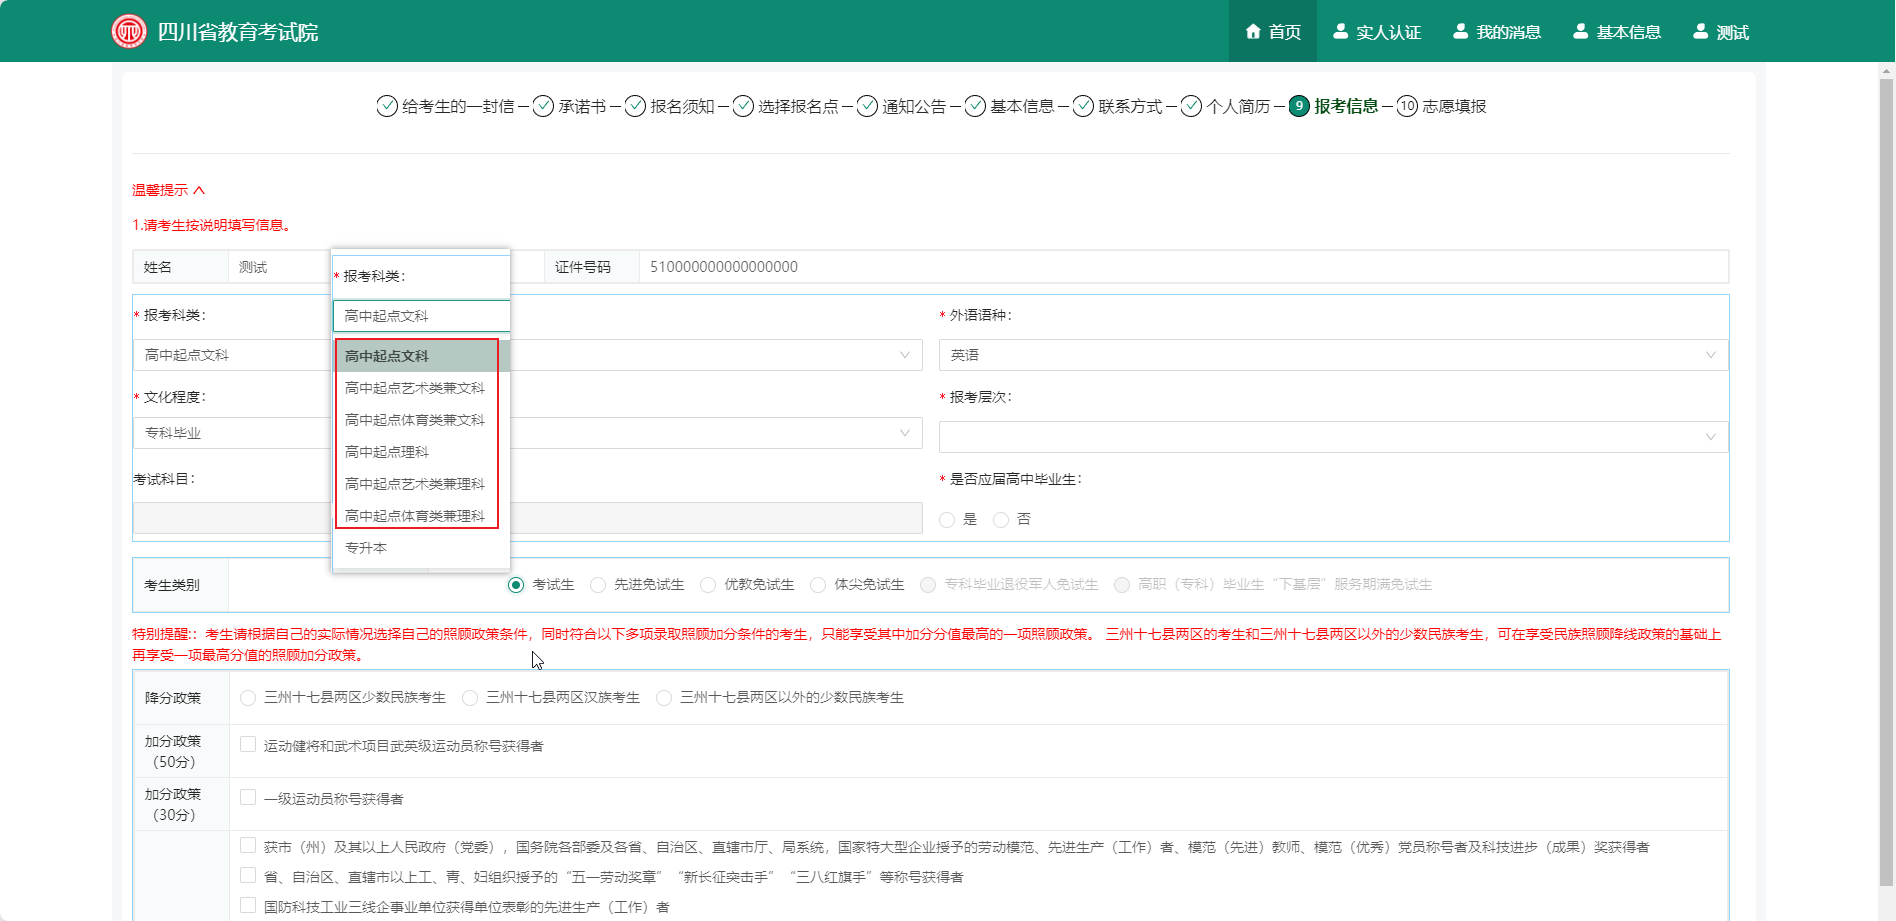 四川省教育考试院
首页 实人认证 我的消息 基本信息 测试
给考生的一封信 承诺书 报名须知 选择报名点 通知公告 基本信息 联系方式 个人简历 9 报考信息 10 志愿填报
温馨提示
1.请考生按说明填写信息。
姓名 测试 证件号码 510000000000000000
* 报考科类：
高中起点文科
高中起点文科
高中起点艺术类兼文科
高中起点体育类兼文科
高中起点理科
高中起点艺术类兼理科
高中起点体育类兼理科
专升本
* 报考科类： * 外语语种：
高中起点文科 英语
* 文化程度： * 报考层次：
专科毕业
考试科目： * 是否应届高中毕业生：
是 否
考生类别 考试生 先进免试生 优教免试生 体尖免试生 专科毕业退役军人免试生 高职（专科）毕业生“下基层”服务期满免试生
特别提醒:：考生请根据自己的实际情况选择自己的照顾政策条件，同时符合以下多项录取照顾加分条件的考生，只能享受其中加分分值最高的一项照顾政策。 三州十七县两区的考生和三州十七县两区以外的少数民族考生，可在享受民族照顾降线政策的基础上
再享受一项最高分值的照顾加分政策。
降分政策 三州十七县两区少数民族考生 三州十七县两区汉族考生 三州十七县两区以外的少数民族考生
加分政策
（50分）
运动健将和武术项目武英级运动员称号获得者
加分政策
（30分）
一级运动员称号获得者
获市（州）及其以上人民政府（党委），国务院各部委及各省、自治区、直辖市厅、局系统，国家特大型企业授予的劳动模范、先进生产（工作）者、模范（先进）教师、模范（优秀）党员称号者及科技进步（成果）奖获得者
省、自治区、直辖市以上工、青、妇组织授予的“五一劳动奖章”“新长征突击手”“三八红旗手”等称号获得者
国防科技工业三线企事业单位获得单位表彰的先进生产（工作）者